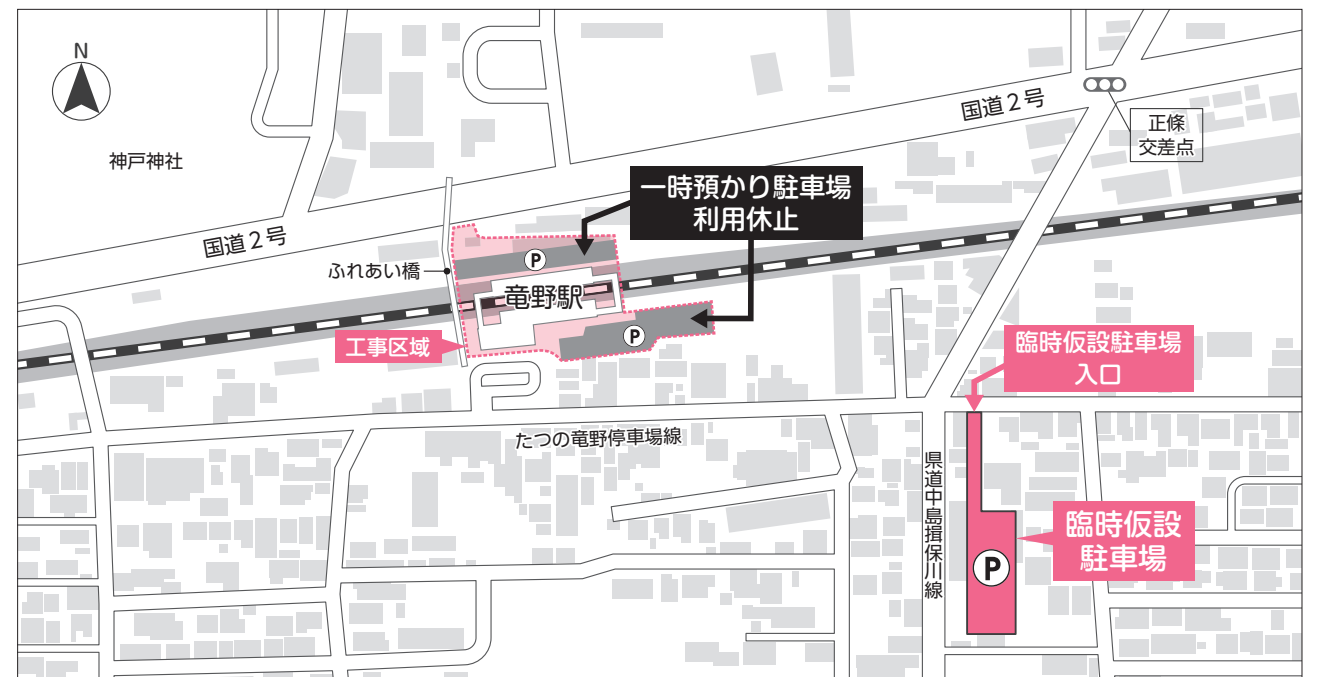 N
神戸神社
国道2号
正條
交差点
一時預かり駐車場
利用休止
国道2号
ふれあい橋
P
竜野駅
P
工事区域
臨時仮設駐車場
入口
たつの竜野停車場線
県道中島揖保川線
臨時仮設
駐車場
P